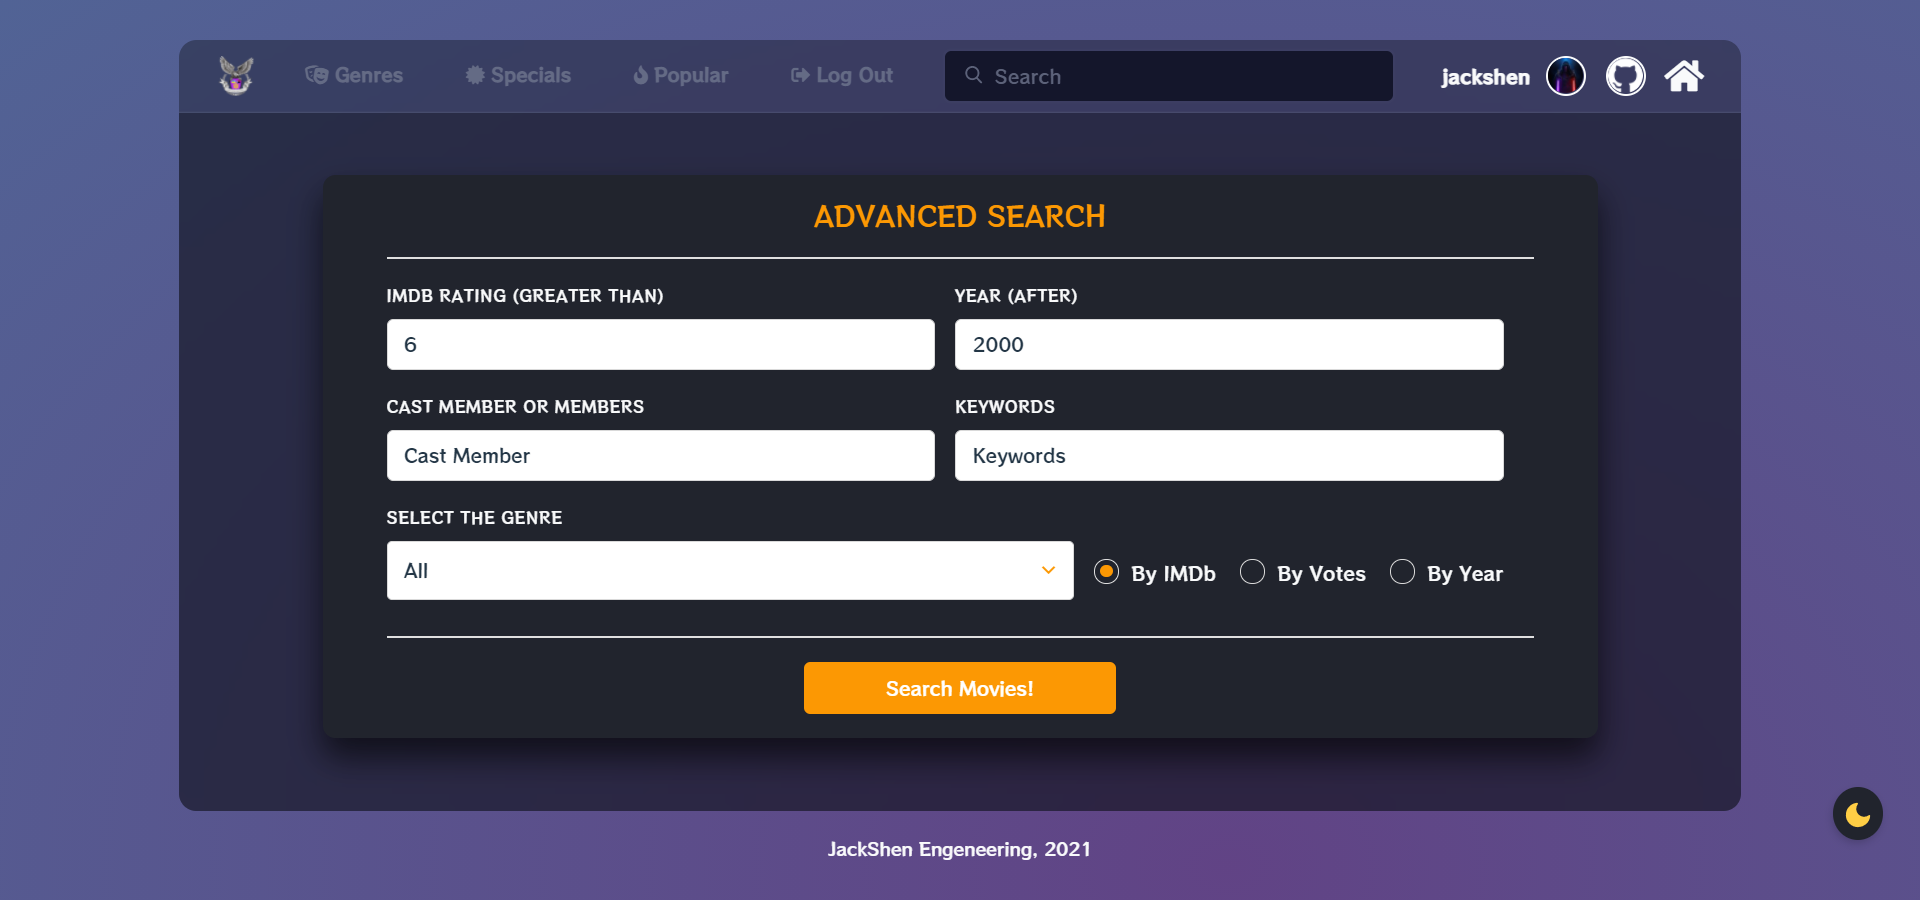 Genres Specials Popular Log Out Search jackshen
ADVANCED SEARCH
IMDB RATING (GREATER THAN) YEAR (AFTER)
6 2000
CAST MEMBER OR MEMBERS KEYWORDS
Cast Member Keywords
SELECT THE GENRE
All By IMDb By Votes By Year
Search Movies!
JackShen Engeneering, 2021